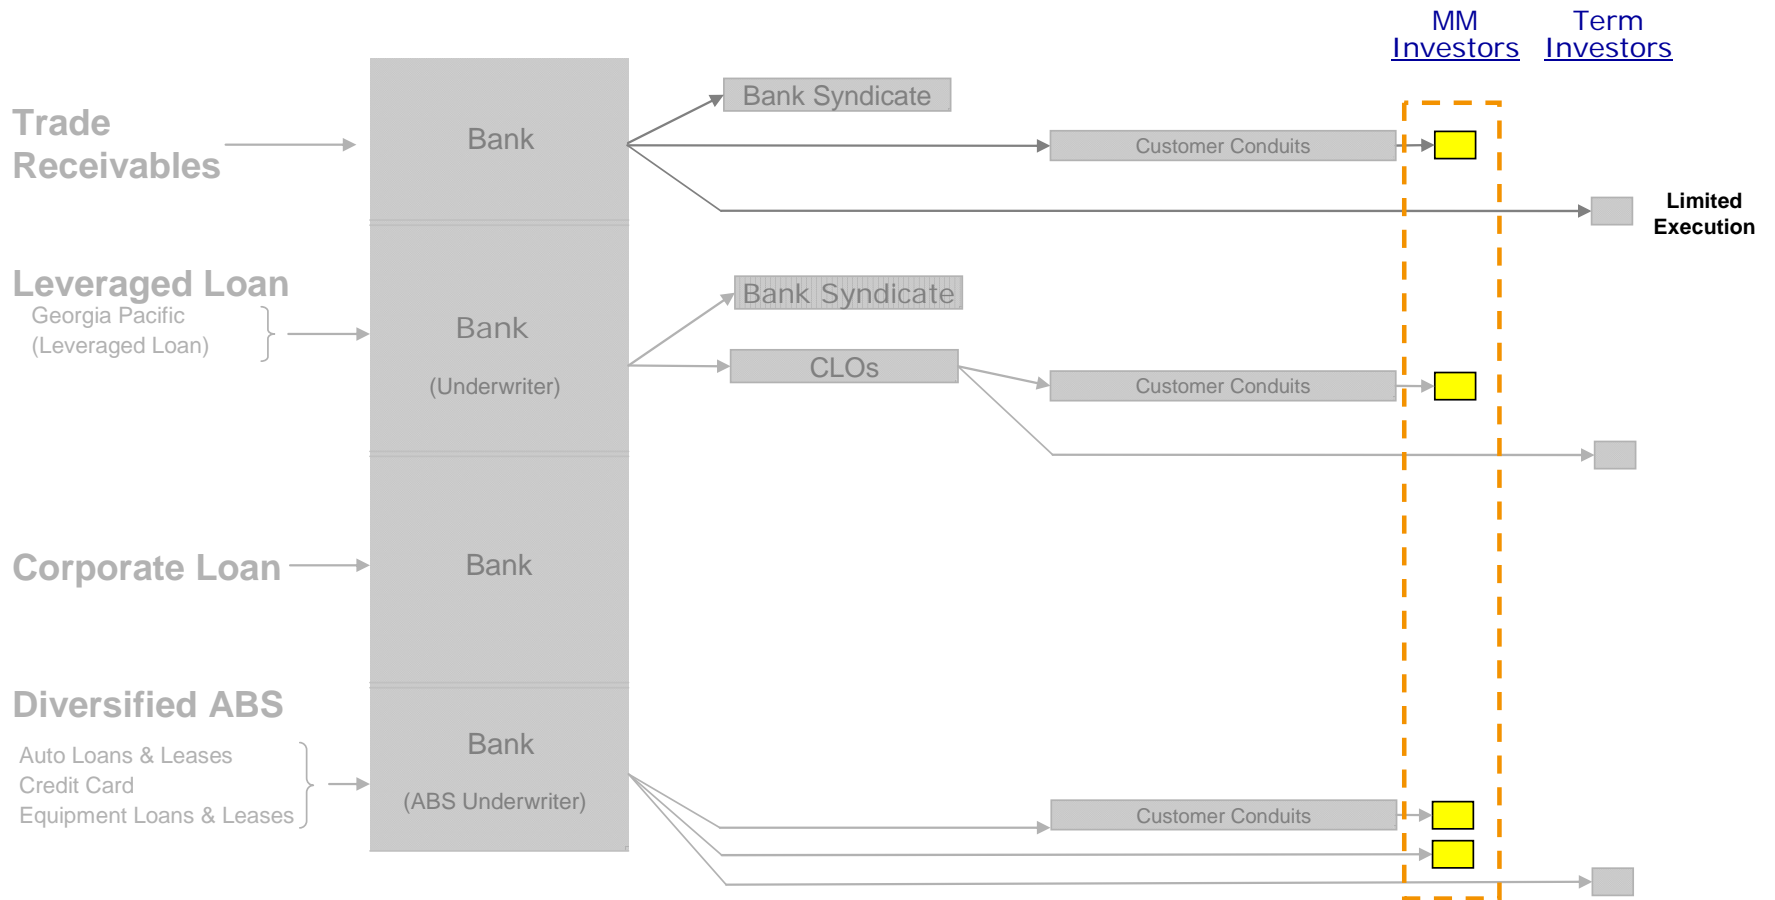 MM
Investors
Term
Investors
Trade
Receivables
Bank
Bank Syndicate
Customer Conduits
Limited
Execution
Leveraged Loan
Georgia Pacific
(Leveraged Loan)
Bank
(Underwriter)
Bank Syndicate
CLOs
Customer Conduits
Corporate Loan
Bank
Diversified ABS
Auto Loans & Leases
Credit Card
Equipment Loans & Leases
Bank
(ABS Underwriter)
Customer Conduits